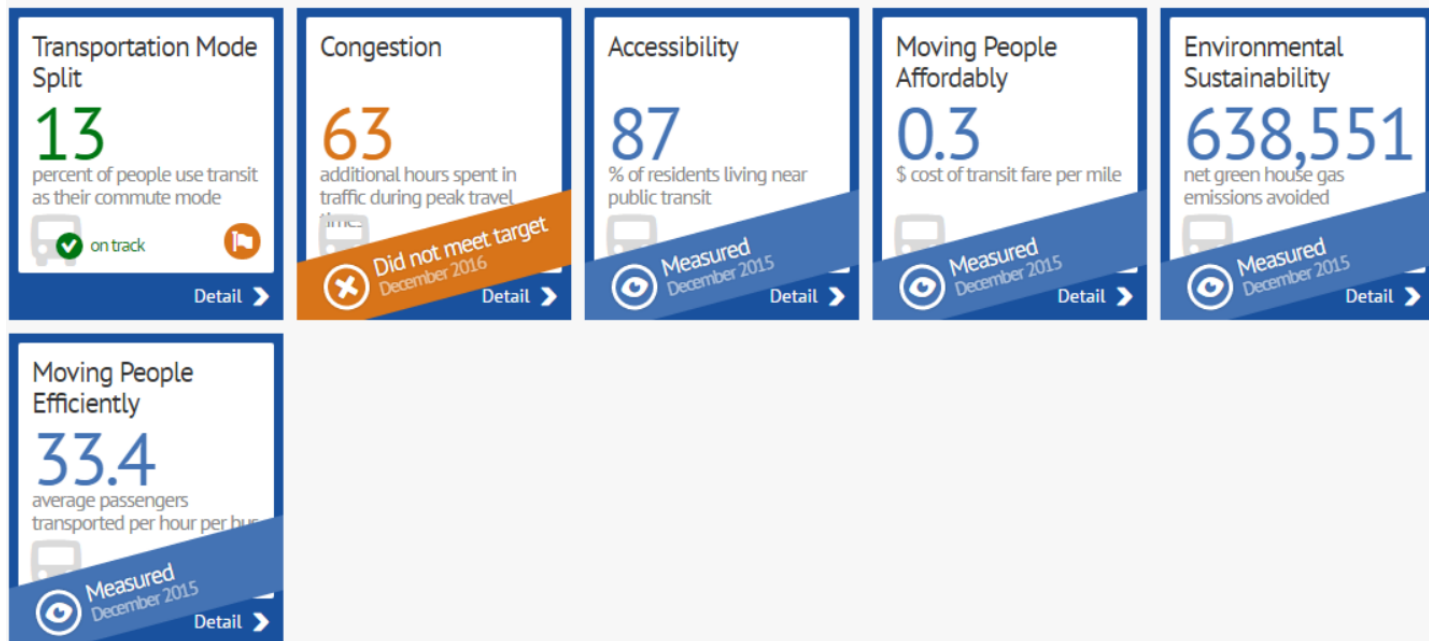 Transportation Mode
Split
13
percent of people use transit
as their commute mode
on track
Detail
Congestion
63
additional hours spent in
traffic during peak travel
times
Did not meet target
December 2016
Detail
Accessibility
87
% of residents living near
public transit
Measured
December 2015
Detail
Moving People
Affordably
0.3
$ cost of transit fare per mile
Measured
December 2015
Detail
Environmental
Sustainability
638,551
net green house gas
emissions avoided
Measured
December 2015
Detail
Moving People
Efficiently
33.4
average passengers
transported per hour per bus
Measured
December 2015
Detail